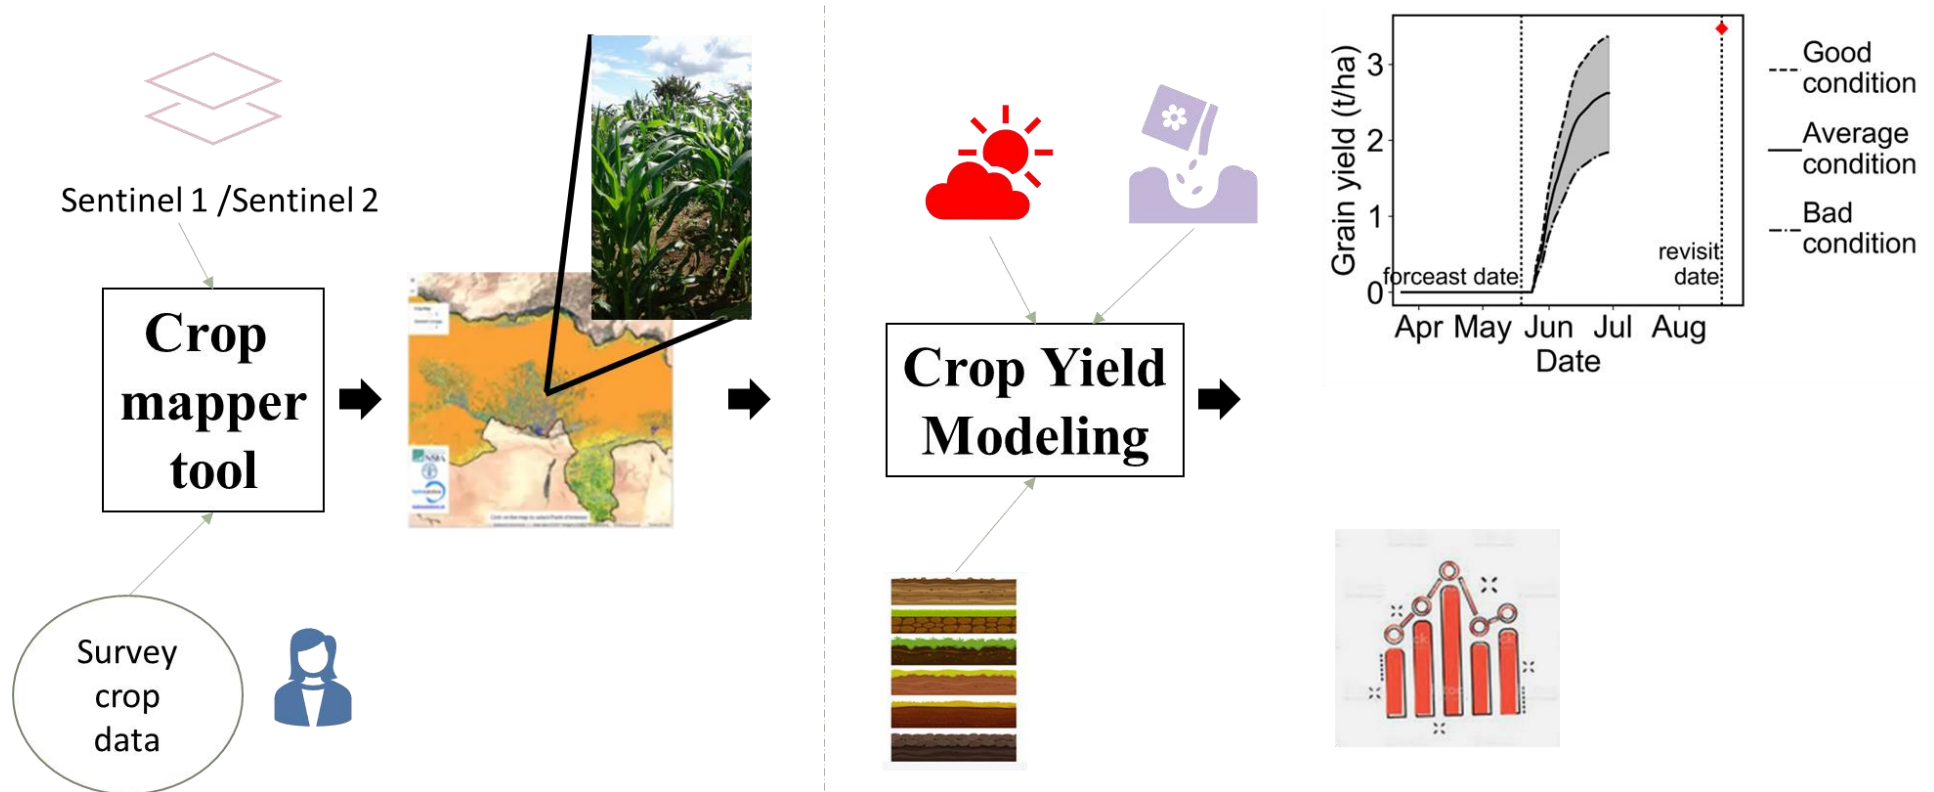 Sentinel 1 /Sentinel 2
Crop
mapper
tool
Survey
crop
data
Crop Yield
Modeling
Grain yield (t/ha)
3
2
1
0
forceast date
revisit
date
Apr May Jun Jul Aug
Date
Good
condition
Average
condition
Bad
condition